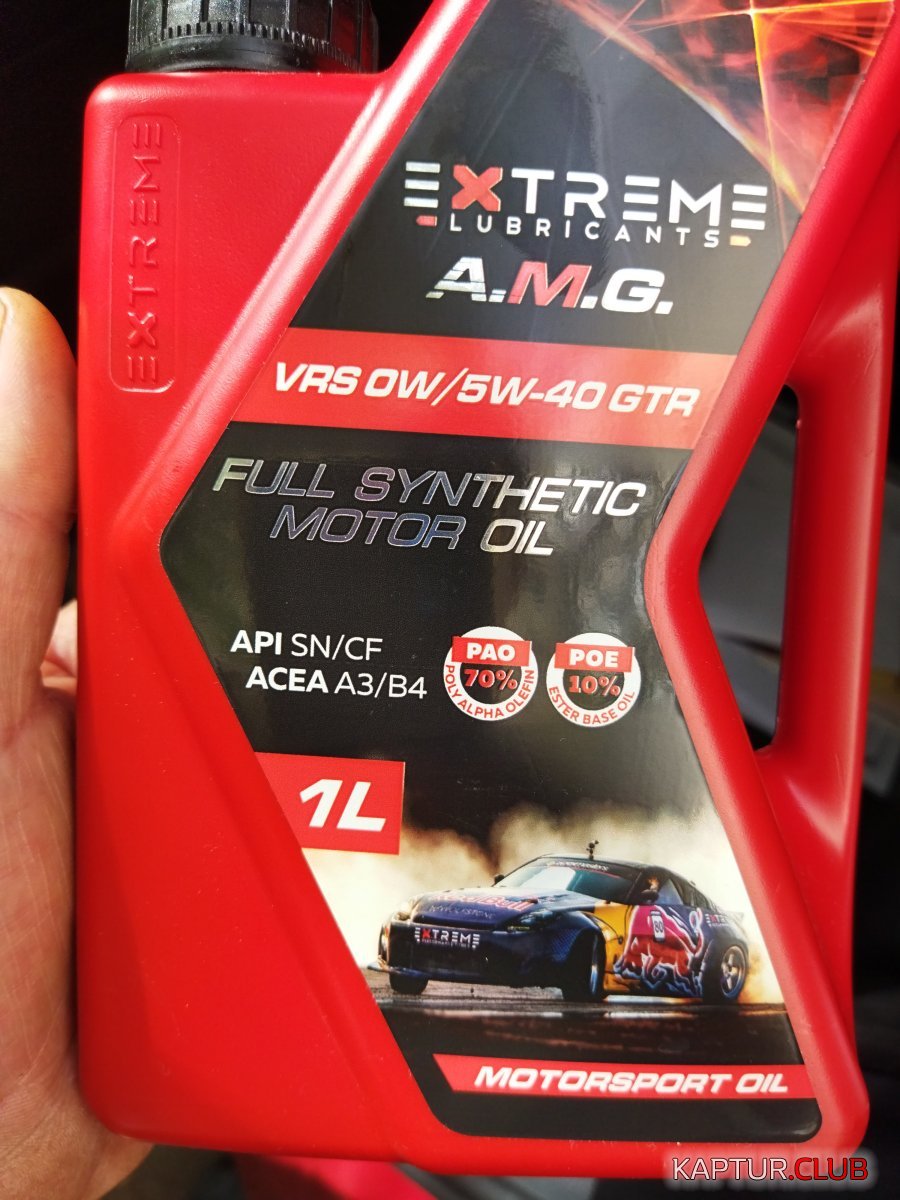 EXTREME
EXTREME
LUBRICANTS
A.M.G.
VRS 0W/5W-40 GTR
FULL SYNTHETIC
MOTOR OIL
API SN/CF
ACEA A3/B4
PAO
70%
POLY ALPHA OLEFIN
POE
10%
ESTER BASE OIL
1L
EXTREME
EXTREME
MOTORSPORT OIL
KAPTUR.CLUB